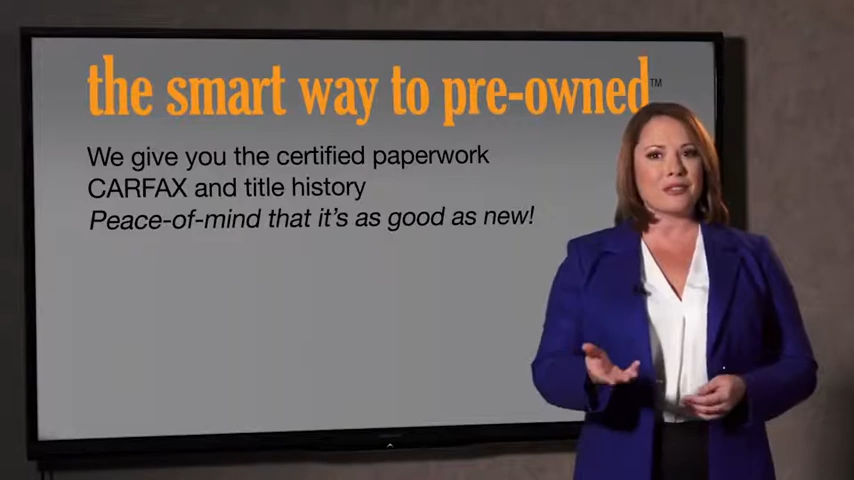 the smart way to pre-owned™
We give you the certified paperwork
CARFAX and title history
Peace-of-mind that it's as good as new!